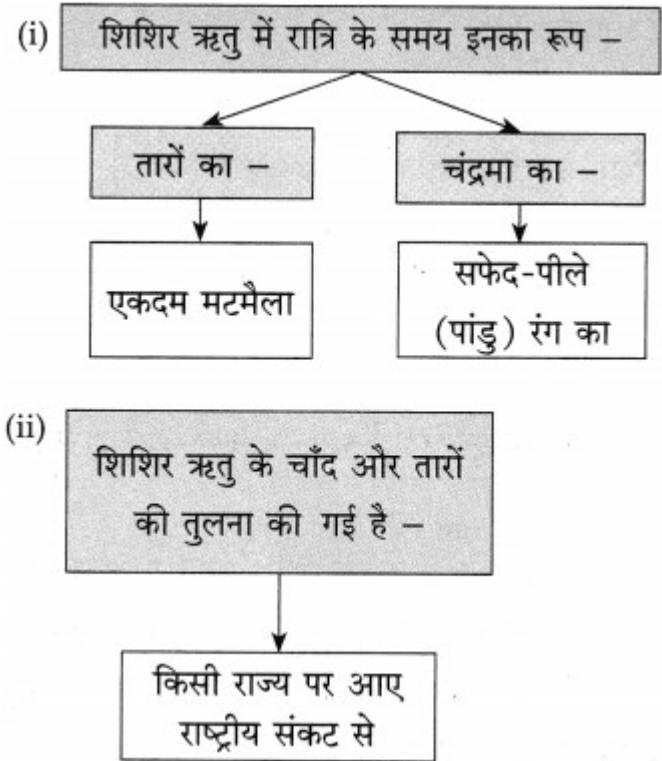 (i) शिशिर ऋतु में रात्रि के समय इनका रूप –
तारों का –
चंद्रमा का –
एकदम मटमैला
सफेद-पीले
(पांडु) रंग का
(ii)
शिशिर ऋतु के चाँद और तारों
की तुलना की गई है –
किसी राज्य पर आए
राष्ट्रीय संकट से